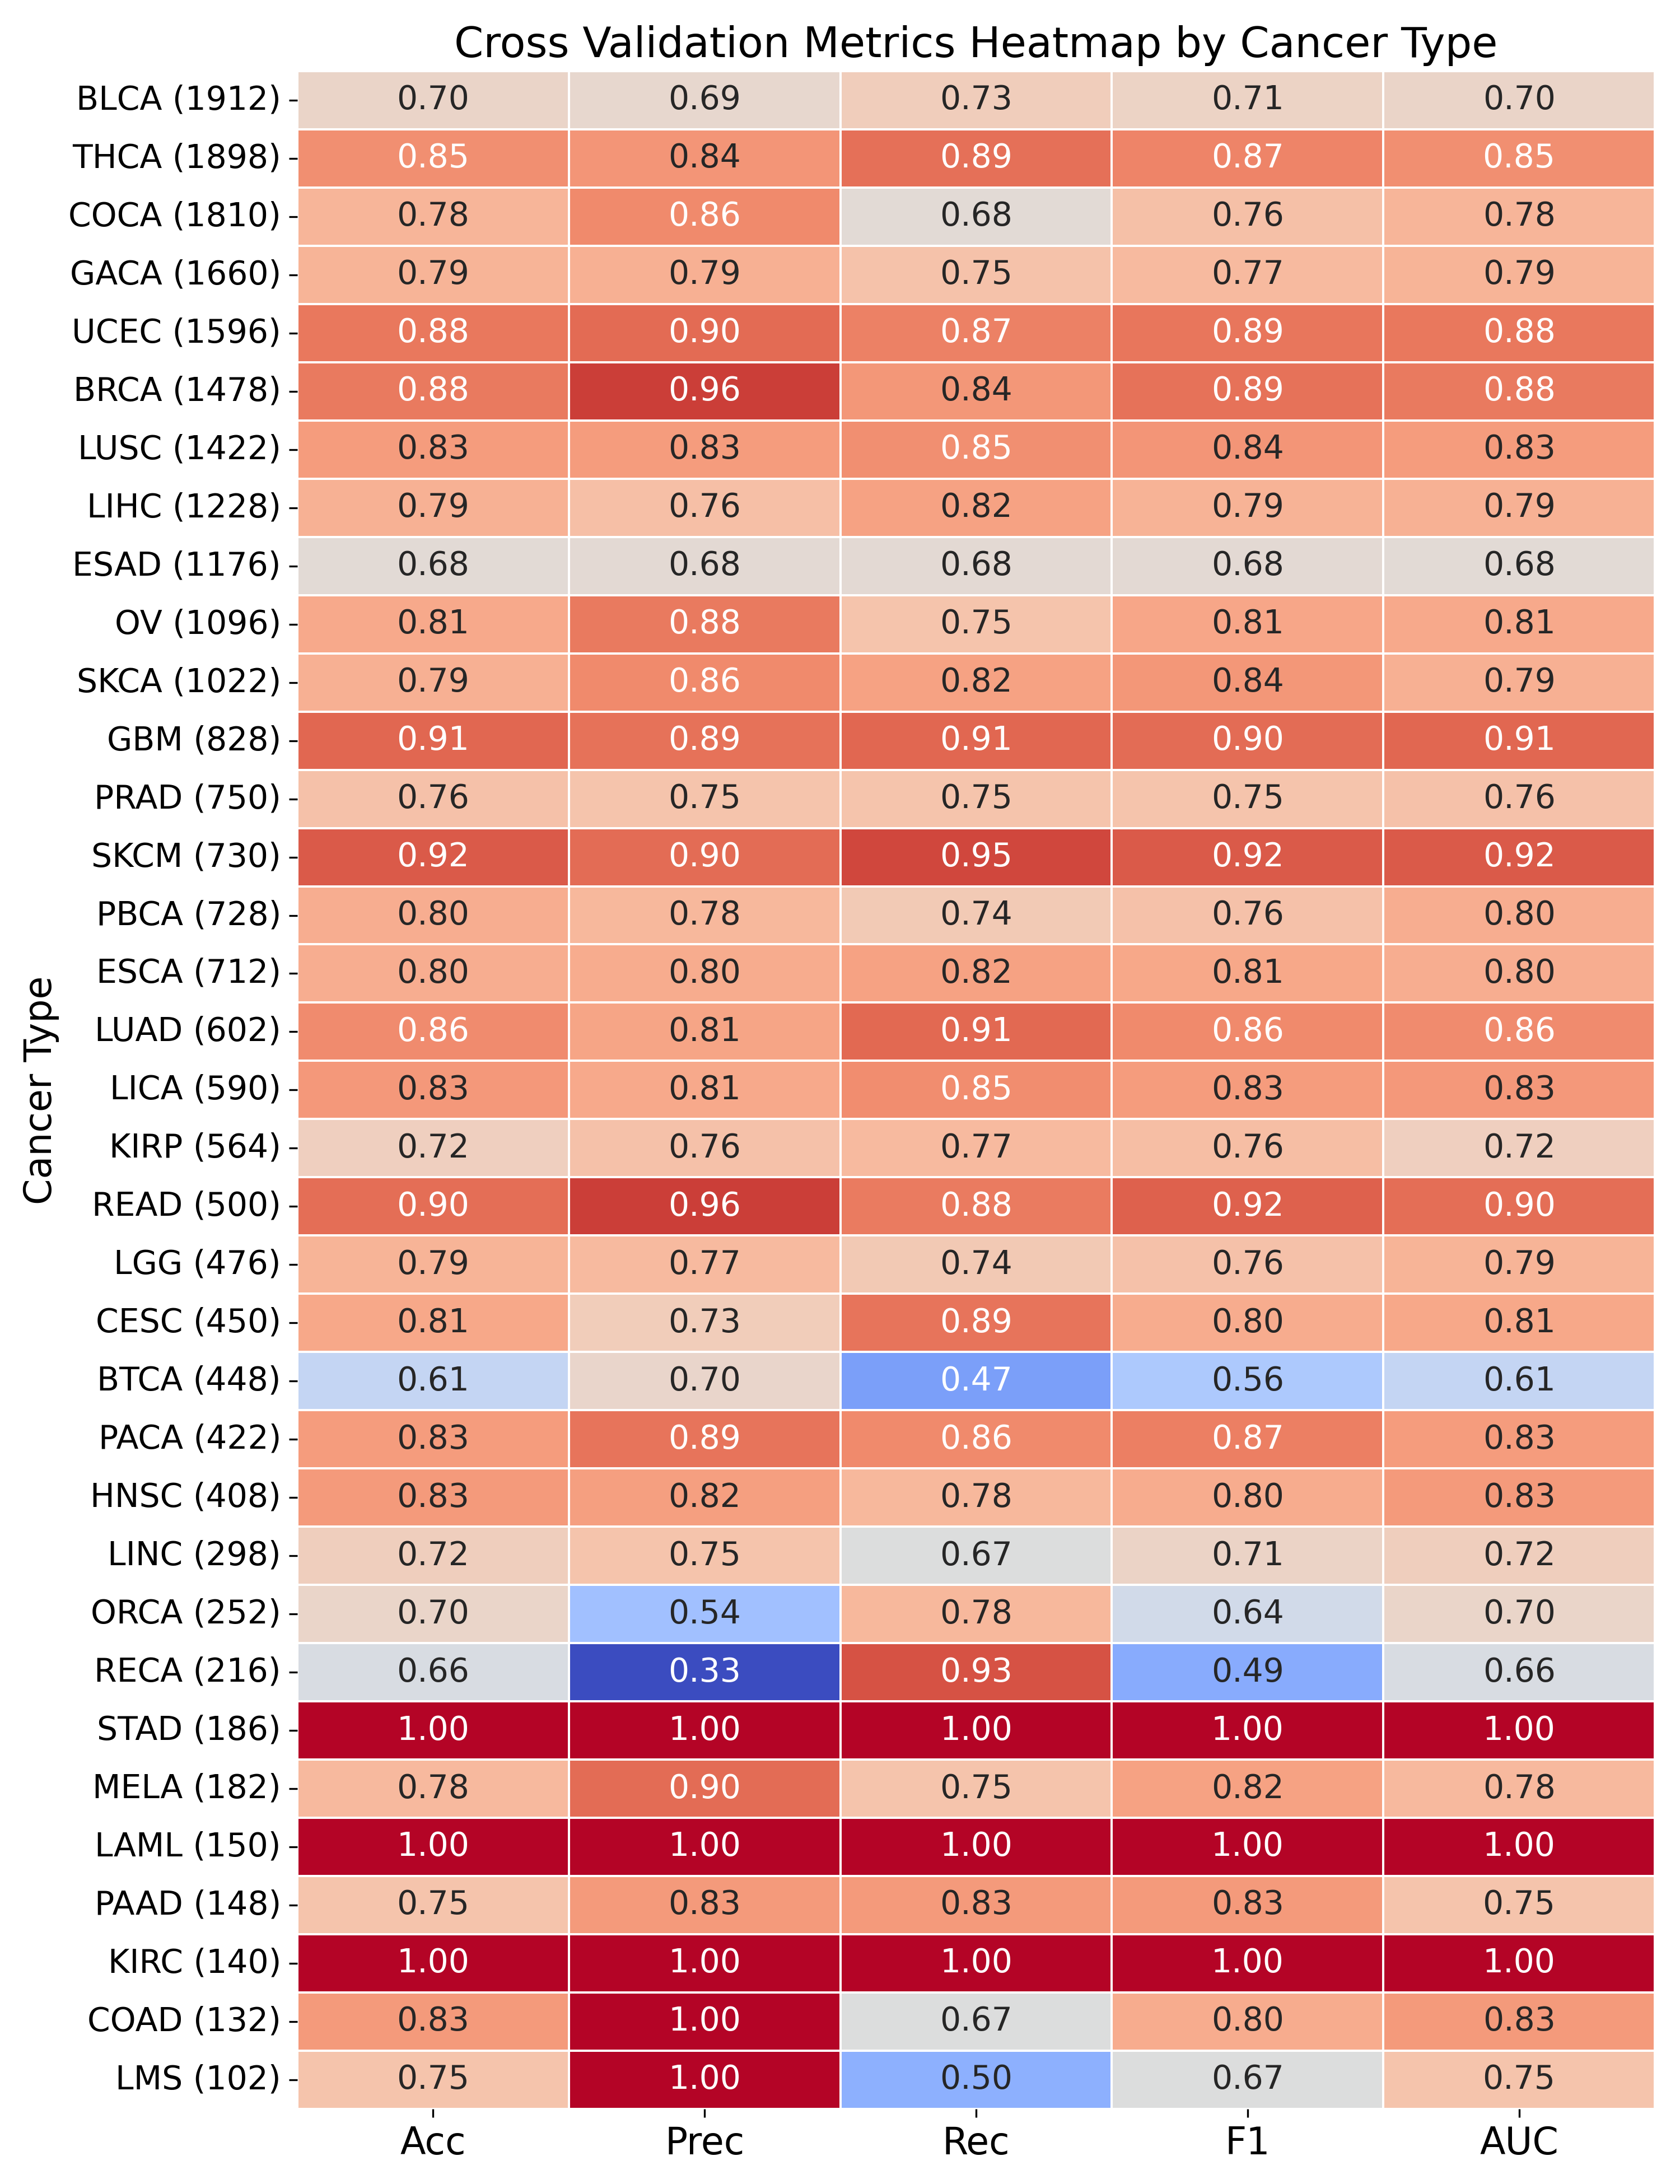 Cross Validation Metrics Heatmap by Cancer Type
BLCA (1912) 0.70 0.69 0.73 0.71 0.70
THCA (1898) 0.85 0.84 0.89 0.87 0.85
COCA (1810) 0.78 0.86 0.68 0.76 0.78
GACA (1660) 0.79 0.79 0.75 0.77 0.79
UCEC (1596) 0.88 0.90 0.87 0.89 0.88
BRCA (1478) 0.88 0.96 0.84 0.89 0.88
LUSC (1422) 0.83 0.83 0.85 0.84 0.83
LIHC (1228) 0.79 0.76 0.82 0.79 0.79
ESAD (1176) 0.68 0.68 0.68 0.68 0.68
OV (1096) 0.81 0.88 0.75 0.81 0.81
SKCA (1022) 0.79 0.86 0.82 0.84 0.79
GBM (828) 0.91 0.89 0.91 0.90 0.91
PRAD (750) 0.76 0.75 0.75 0.75 0.76
SKCM (730) 0.92 0.90 0.95 0.92 0.92
PBCA (728) 0.80 0.78 0.74 0.76 0.80
ESCA (712) 0.80 0.80 0.82 0.81 0.80
LUAD (602) 0.86 0.81 0.91 0.86 0.86
LICA (590) 0.83 0.81 0.85 0.83 0.83
KIRP (564) 0.72 0.76 0.77 0.76 0.72
READ (500) 0.90 0.96 0.88 0.92 0.90
LGG (476) 0.79 0.77 0.74 0.76 0.79
CESC (450) 0.81 0.73 0.89 0.80 0.81
BTCA (448) 0.61 0.70 0.47 0.56 0.61
PACA (422) 0.83 0.89 0.86 0.87 0.83
HNSC (408) 0.83 0.82 0.78 0.80 0.83
LINC (298) 0.72 0.75 0.67 0.71 0.72
ORCA (252) 0.70 0.54 0.78 0.64 0.70
RECA (216) 0.66 0.33 0.93 0.49 0.66
STAD (186) 1.00 1.00 1.00 1.00 1.00
MELA (182) 0.78 0.90 0.75 0.82 0.78
LAML (150) 1.00 1.00 1.00 1.00 1.00
PAAD (148) 0.75 0.83 0.83 0.83 0.75
KIRC (140) 1.00 1.00 1.00 1.00 1.00
COAD (132) 0.83 1.00 0.67 0.80 0.83
LMS (102) 0.75 1.00 0.50 0.67 0.75
Acc Prec Rec F1 AUC
Cancer Type